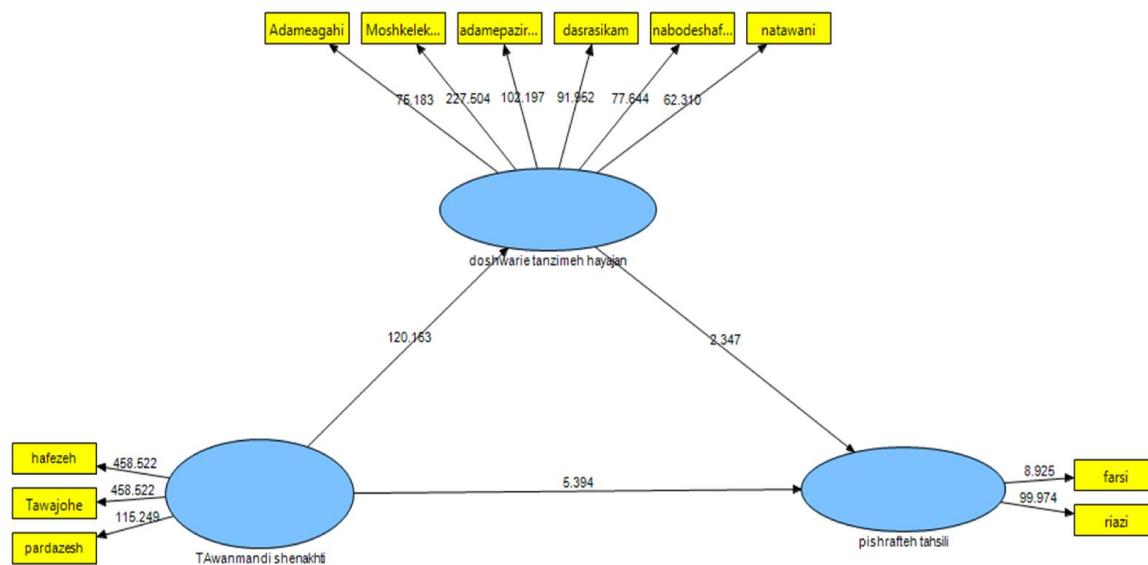 Adameagahi
Moshkelek...
adamepazir...
dasrasikam
nabodeshaf...
natawani
75.183
227.504
102.197
91.952
77.644
62.310
doshwarie tanzimeh hayajan
120.163
2.347
hafezeh
458.522
Tawajohe
458.522
pardazesh
115.249
TAwanmandi shenakhti
5.394
8.925
farsi
99.974
riazi
pishrafteh tahsili